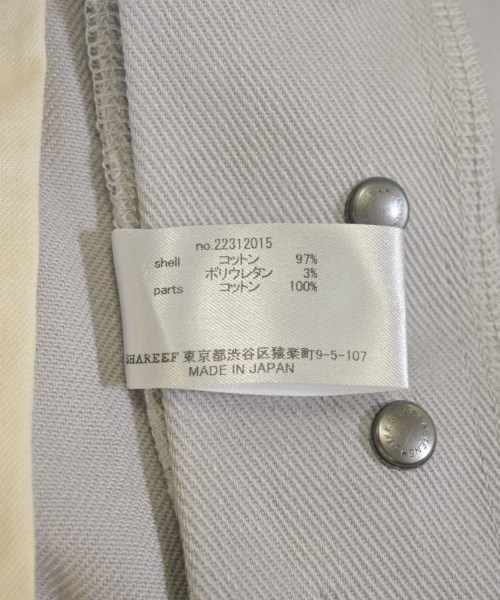 no.22312015
shell コットン 97%
ポリウレタン 3%
parts コットン 100%
SHAREEF 東京都渋谷区猿楽町9-5-107
MADE IN JAPAN